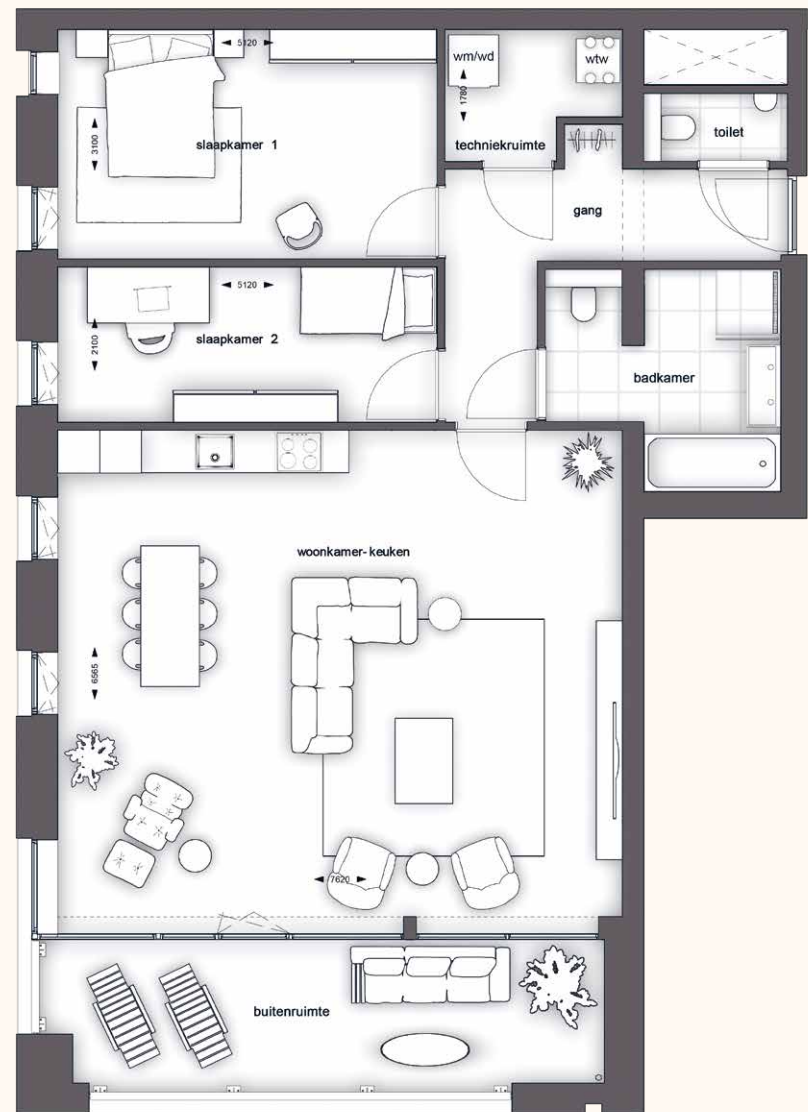 5120
wm/wd
wtw
1780
3100
slaapkamer 1
techniekruimte
toilet
gang
5120
2100
slaapkamer 2
badkamer
woonkamer-keuken
6565
7620
buitenruimte